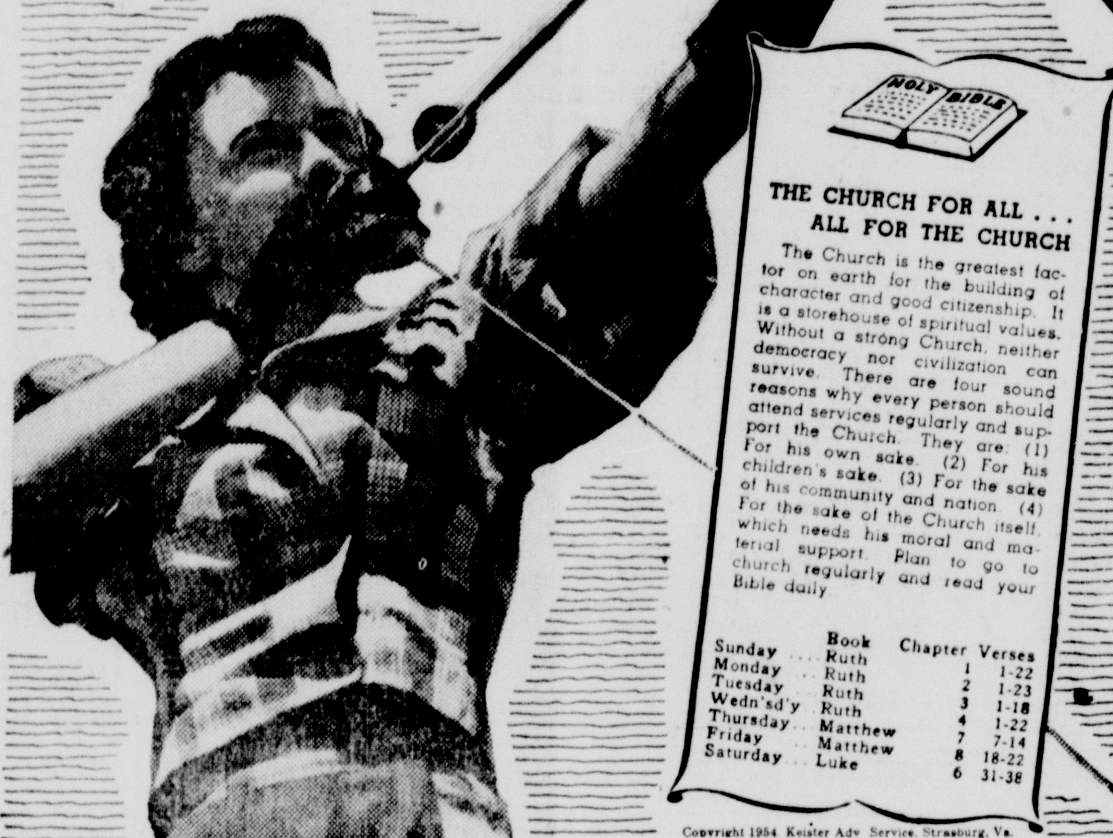 HOLY BIBLE
THE CHURCH FOR ALL . . .
ALL FOR THE CHURCH
The Church is the greatest fac-
tor on earth for the building of
character and good citizenship. It
is a storehouse of spiritual values.
Without a strong Church, neither
democracy nor civilization can
survive. There are four sound
reasons why every person should
attend services regularly and sup-
port the Church. They are: (1)
For his own sake. (2) For his
children's sake. (3) For the sake
of his community and nation. (4)
For the sake of the Church itself,
which needs his moral and ma-
terial support. Plan to go to
church regularly and read your
Bible daily.
Book Chapter Verses
Sunday .... Ruth 1 1-22
Monday ... Ruth 2 1-23
Tuesday ... Ruth 3 1-18
Wedn'sd'y . Ruth 4 1-22
Thursday .. Matthew 7 7-14
Friday .. Matthew 8 18-22
Saturday ... Luke 6 31-38
Copyright 1954, Keister Adv. Service, Strasburg, Va.